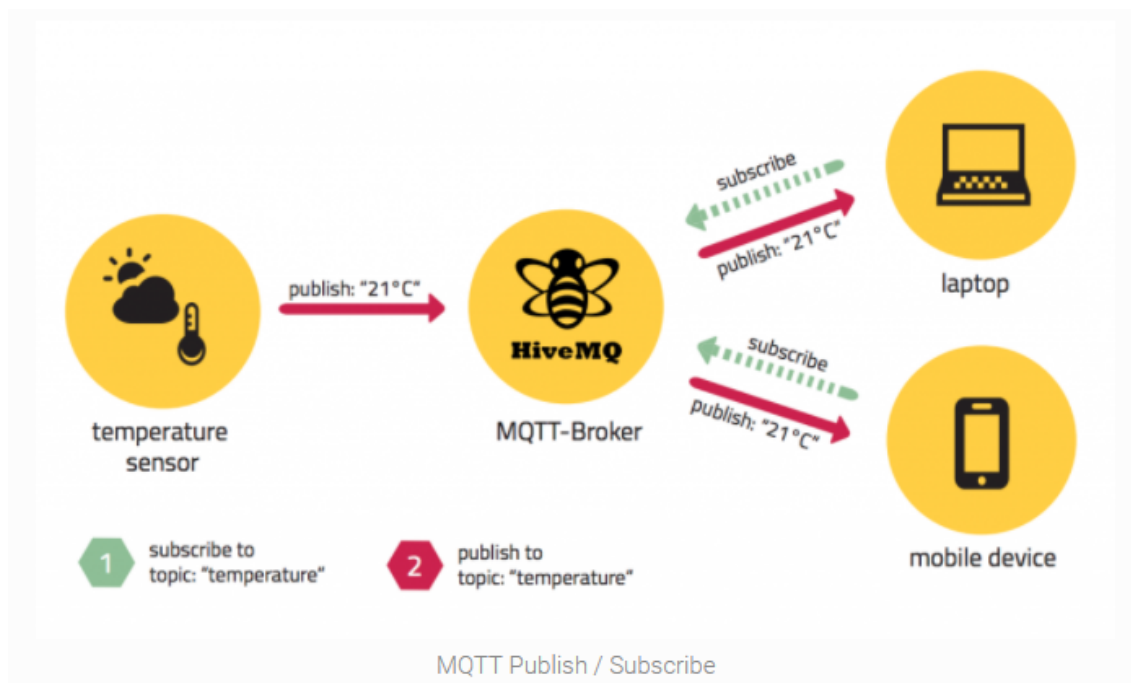 subscribe
publish: "21°C"
laptop
publish: "21°C"
HiveMQ
MQTT-Broker
temperature
sensor
subscribe
publish: "21°C"
mobile device
1
subscribe to
topic: "temperature"
2
publish to
topic: "temperature"
MQTT Publish / Subscribe